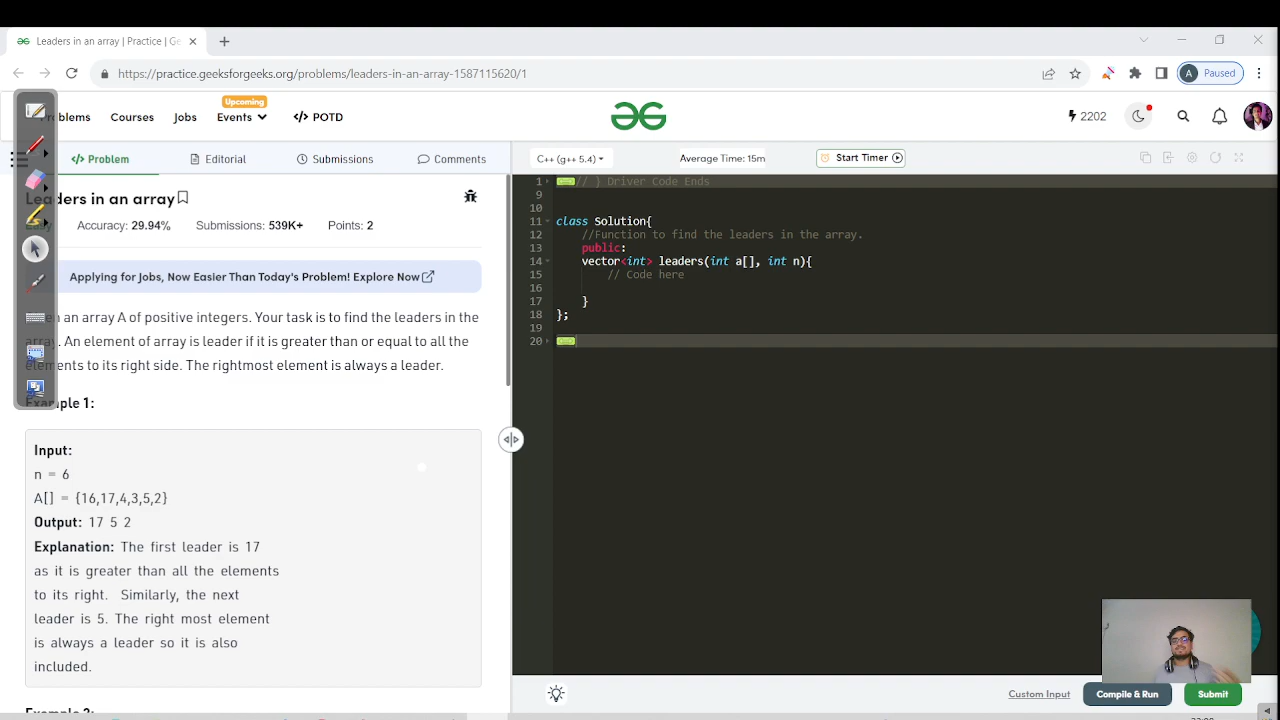 Leaders in an array | Practice | Ge
https://practice.geeksforgeeks.org/problems/leaders-in-an-array-1587115620/1
A Paused
oblems Courses Jobs Upcoming Events </> POTD 2202
</> Problem Editorial Submissions Comments
C++ (g++ 5.4) Average Time: 15m Start Timer
Leaders in an array
Accuracy: 29.94% Submissions: 539K+ Points: 2
Applying for Jobs, Now Easier Than Today's Problem! Explore Now
en an array A of positive integers. Your task is to find the leaders in the
array. An element of array is leader if it is greater than or equal to all the
elements to its right side. The rightmost element is always a leader.
Example 1:
Input:
n = 6
A[] = {16,17,4,3,5,2}
Output: 17 5 2
Explanation: The first leader is 17
as it is greater than all the elements
to its right. Similarly, the next
leader is 5. The right most element
is always a leader so it is also
included.
1 // } Driver Code Ends
9
10
11 class Solution{
12 //Function to find the leaders in the array.
13 public:
14 vector<int> leaders(int a[], int n){
15 // Code here
16
17 }
18 };
19
20
Custom Input Compile & Run Submit